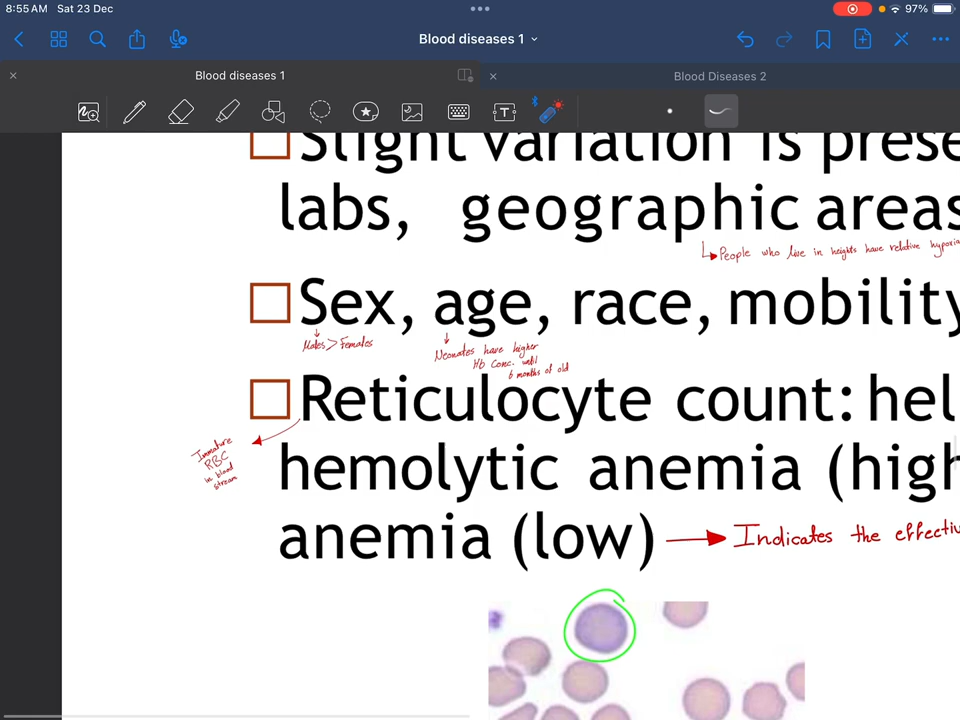 8:55 AM Sat 23 Dec
97%
Blood diseases 1
Blood diseases 1
Blood Diseases 2
Slight variation is prese
labs, geographic areas
People who live in heights have relative hypoxia
Sex, age, race, mobility
Males > Females
Neonates have higher
Hb Conc. until
6 months of old
Reticulocyte count: hel
Immature
RBC
in blood
stream
hemolytic anemia (high
anemia (low)
Indicates the effectiv